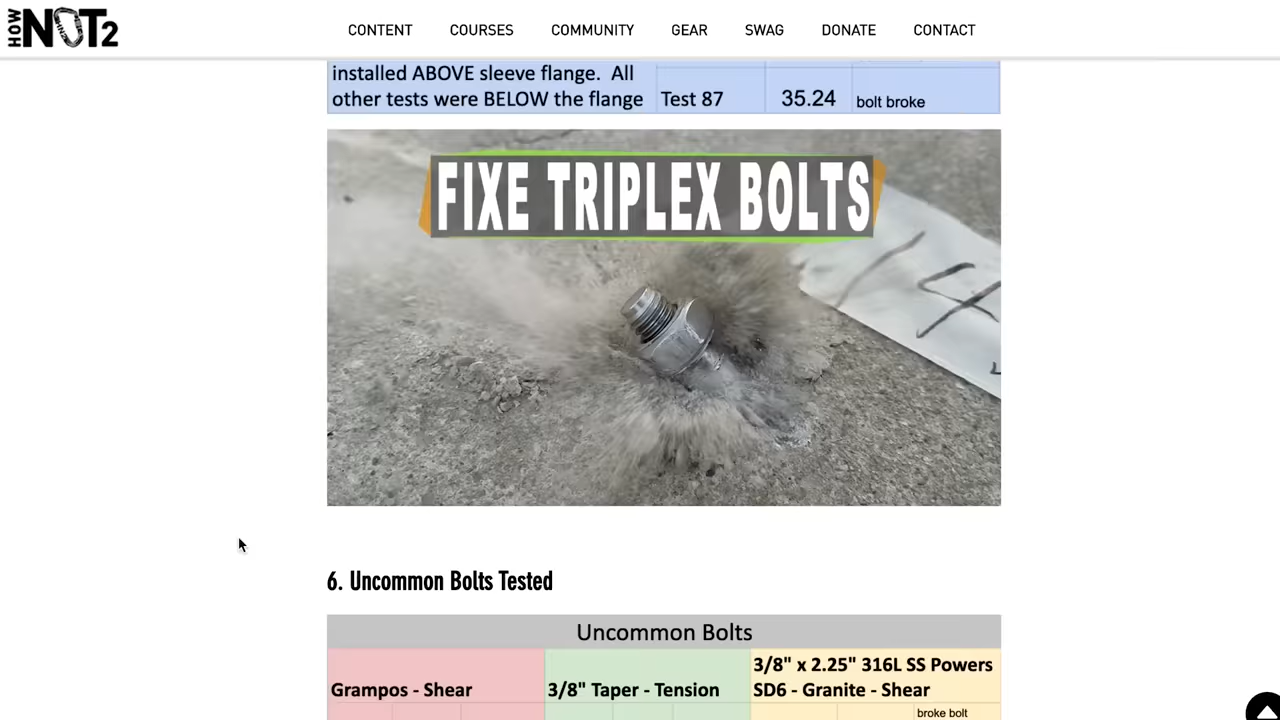 HOW NOT2
CONTENT COURSES COMMUNITY GEAR SWAG DONATE CONTACT
installed ABOVE sleeve flange. All
other tests were BELOW the flange Test 87 35.24 bolt broke
FIXE TRIPLEX BOLTS
6. Uncommon Bolts Tested
Uncommon Bolts
3/8" x 2.25" 316L SS Powers
Grampos - Shear 3/8" Taper - Tension SD6 - Granite - Shear
broke bolt